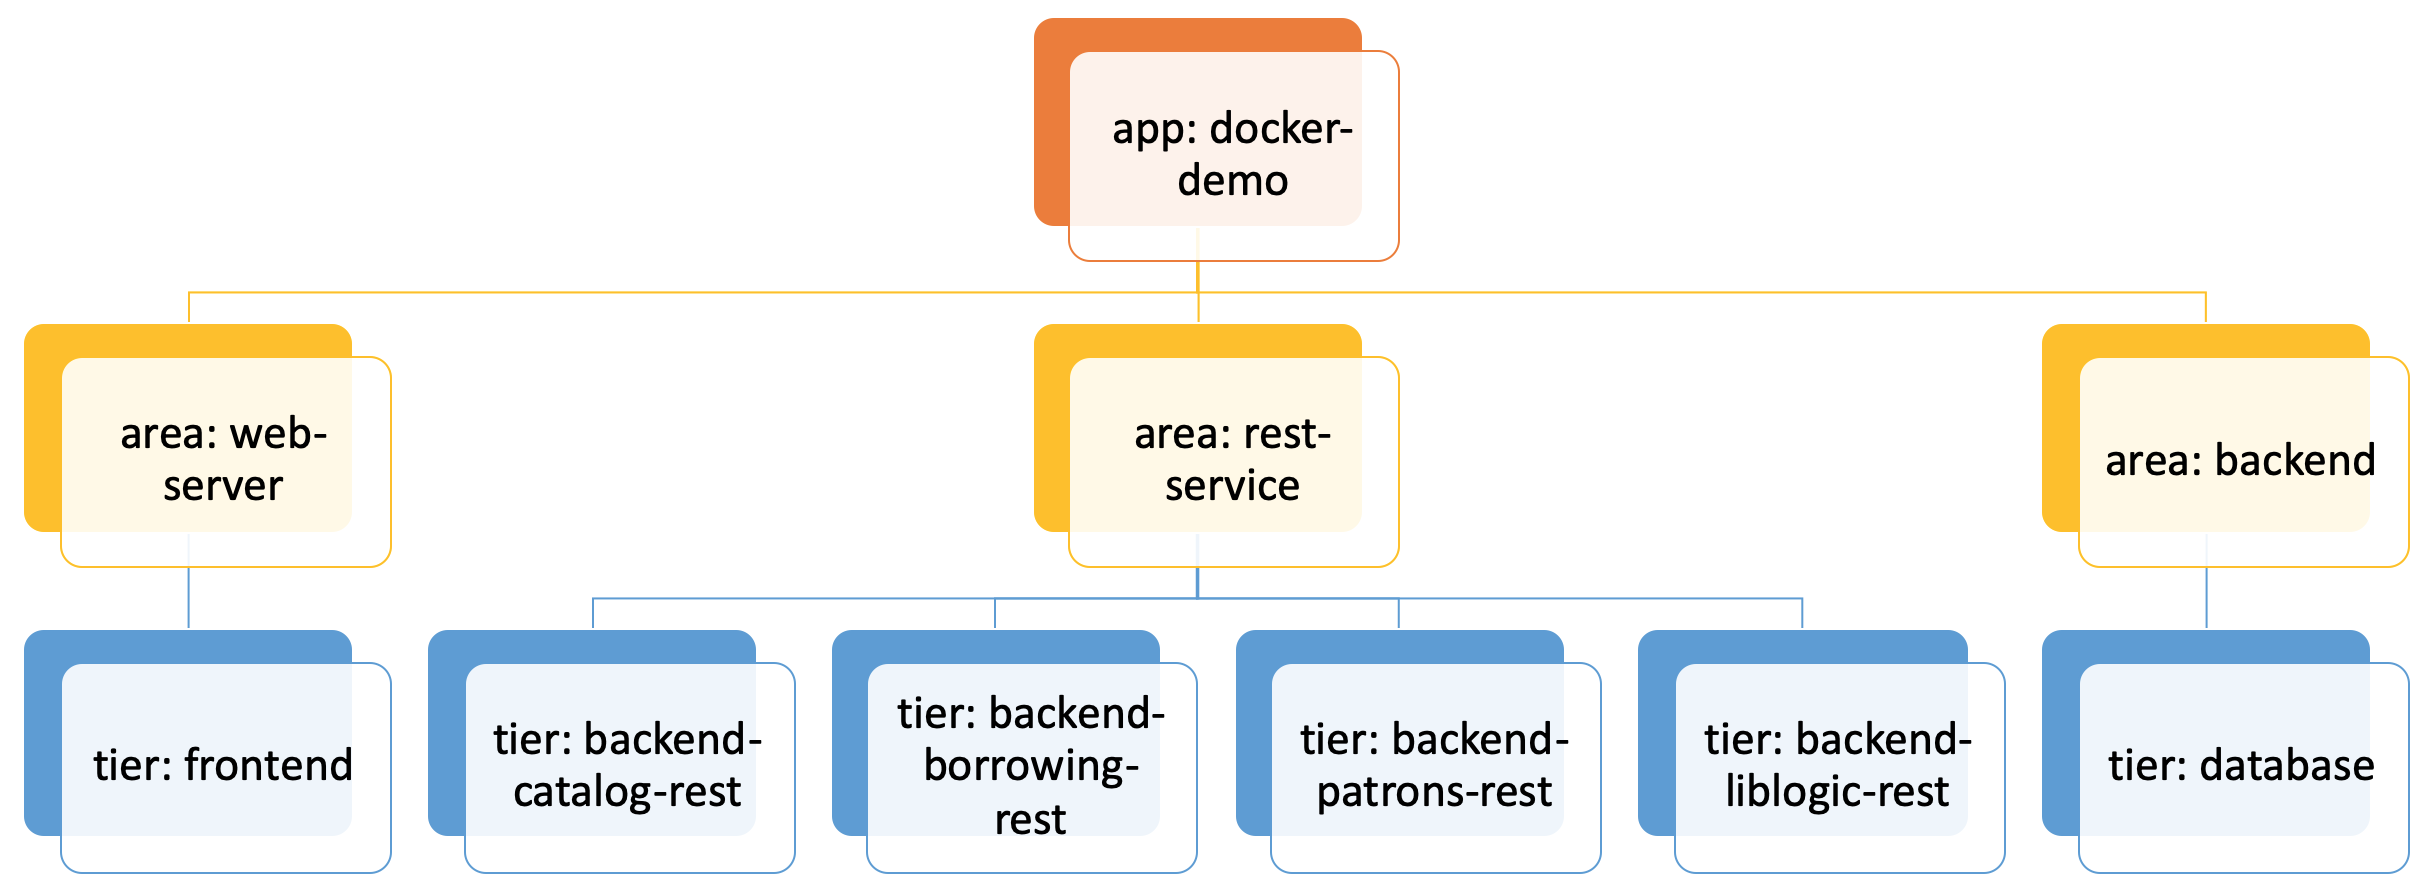 app: docker-
demo
area: web-
server
area: rest-
service
area: backend
tier: frontend
tier: backend-
catalog-rest
tier: backend-
borrowing-
rest
tier: backend-
patrons-rest
tier: backend-
liblogic-rest
tier: database